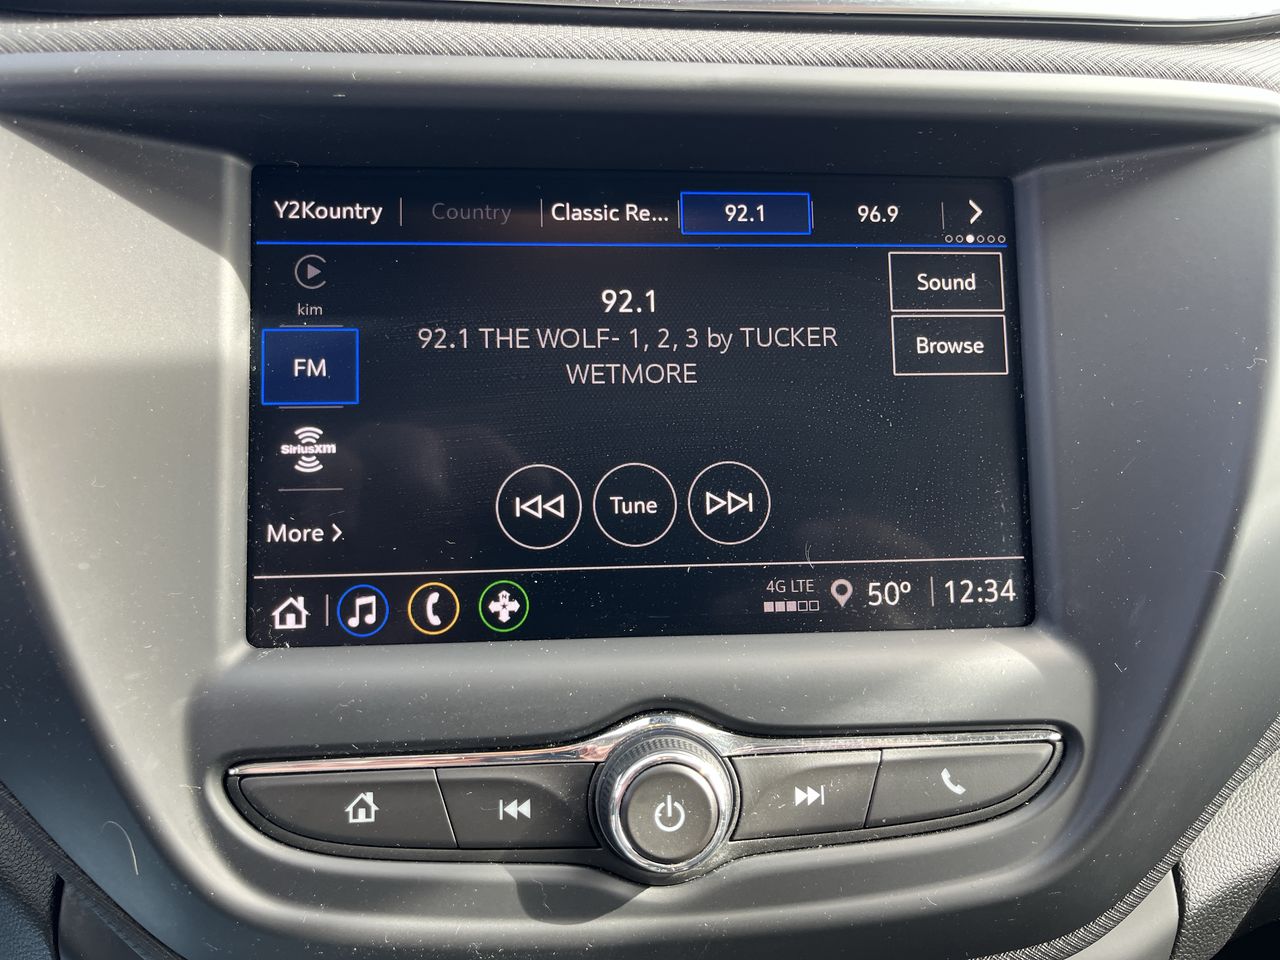 Y2Kountry
Country
Classic Re...
92.1
96.9
kim
FM
SiriusXM
More
92.1
92.1 THE WOLF- 1, 2, 3 by TUCKER
WETMORE
Sound
Browse
Tune
N
4G LTE
50°
12:34